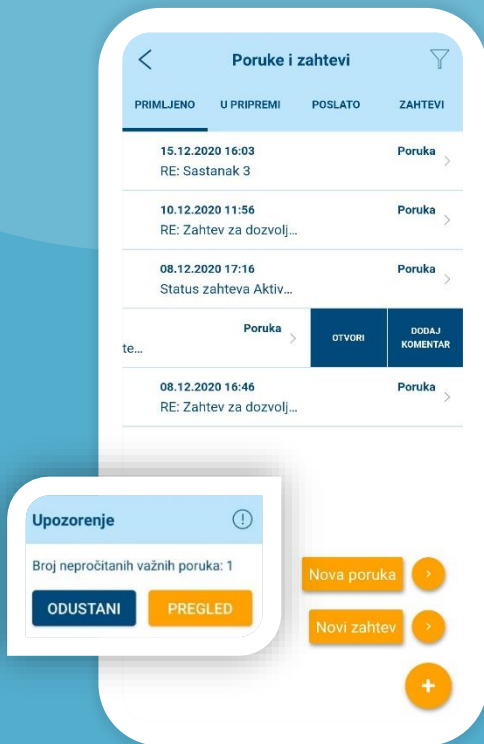 Poruke i zahtevi
PRIMLJENO U PRIPREMI POSLATO ZAHTEVI
15.12.2020 16:03 Poruka
RE: Sastanak 3
10.12.2020 11:56 Poruka
RE: Zahtev za dozvolj...
08.12.2020 17:16 Poruka
Status zahteva Aktiv...
Poruka
te...
OTVORI
DODAJ
KOMENTAR
08.12.2020 16:46 Poruka
RE: Zahtev za dozvolj...
Upozorenje
Broj nepročitanih važnih poruka: 1
ODUSTANI PREGLED
Nova poruka
Novi zahtev